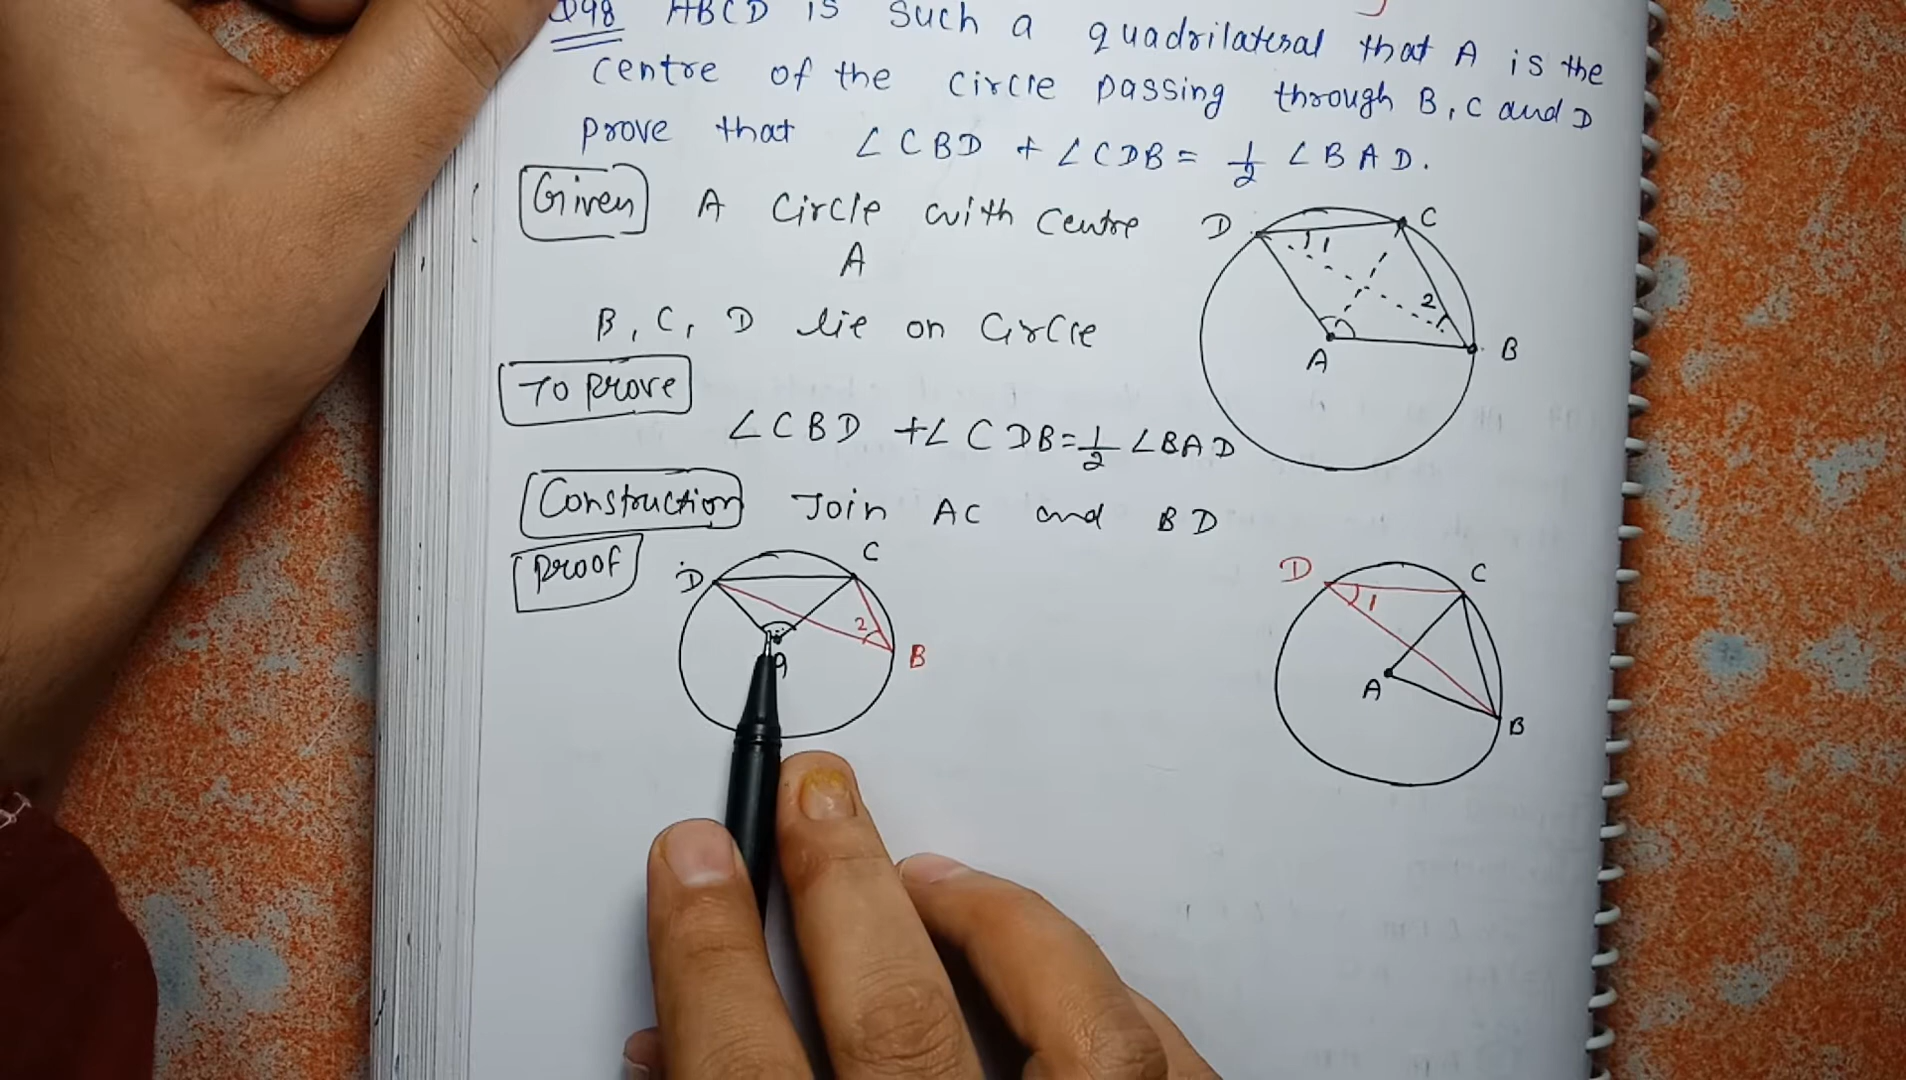 Q98 ABCD is such a quadrilateral that A is the
centre of the circle passing through B, C and D
prove that ∠CBD + ∠CDB = 1/2 ∠BAD.
Given A Circle with Centre
A
B, C, D lie on Circle
To prove
∠CBD + ∠CDB = 1/2 ∠BAD
Construction Join AC and BD
Proof
D C
1
2
A B
D C
2
B
D C
1
A
B